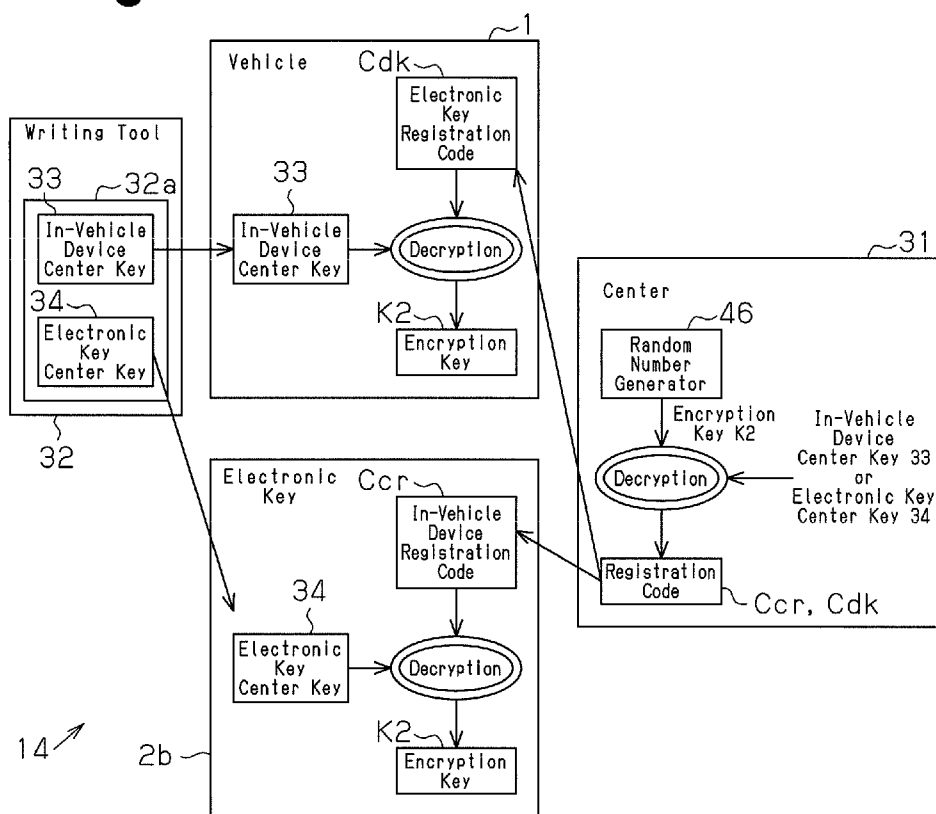 1
Vehicle
Cdk
Electronic
Key
Registration
Code
Writing Tool
33
32a
In-Vehicle
Device
Center Key
33
In-Vehicle
Device
Center Key
Decryption
34
Electronic
Key
Center Key
K2
Encryption
Key
32
31
Center
46
Random
Number
Generator
Encryption
Key K2
In-Vehicle
Device
Center Key 33
or
Electronic Key
Center Key 34
Decryption
Registration
Code
Ccr, Cdk
Electronic
Key
Ccr
In-Vehicle
Device
Registration
Code
34
Electronic
Key
Center Key
Decryption
K2
Encryption
Key
14
2b